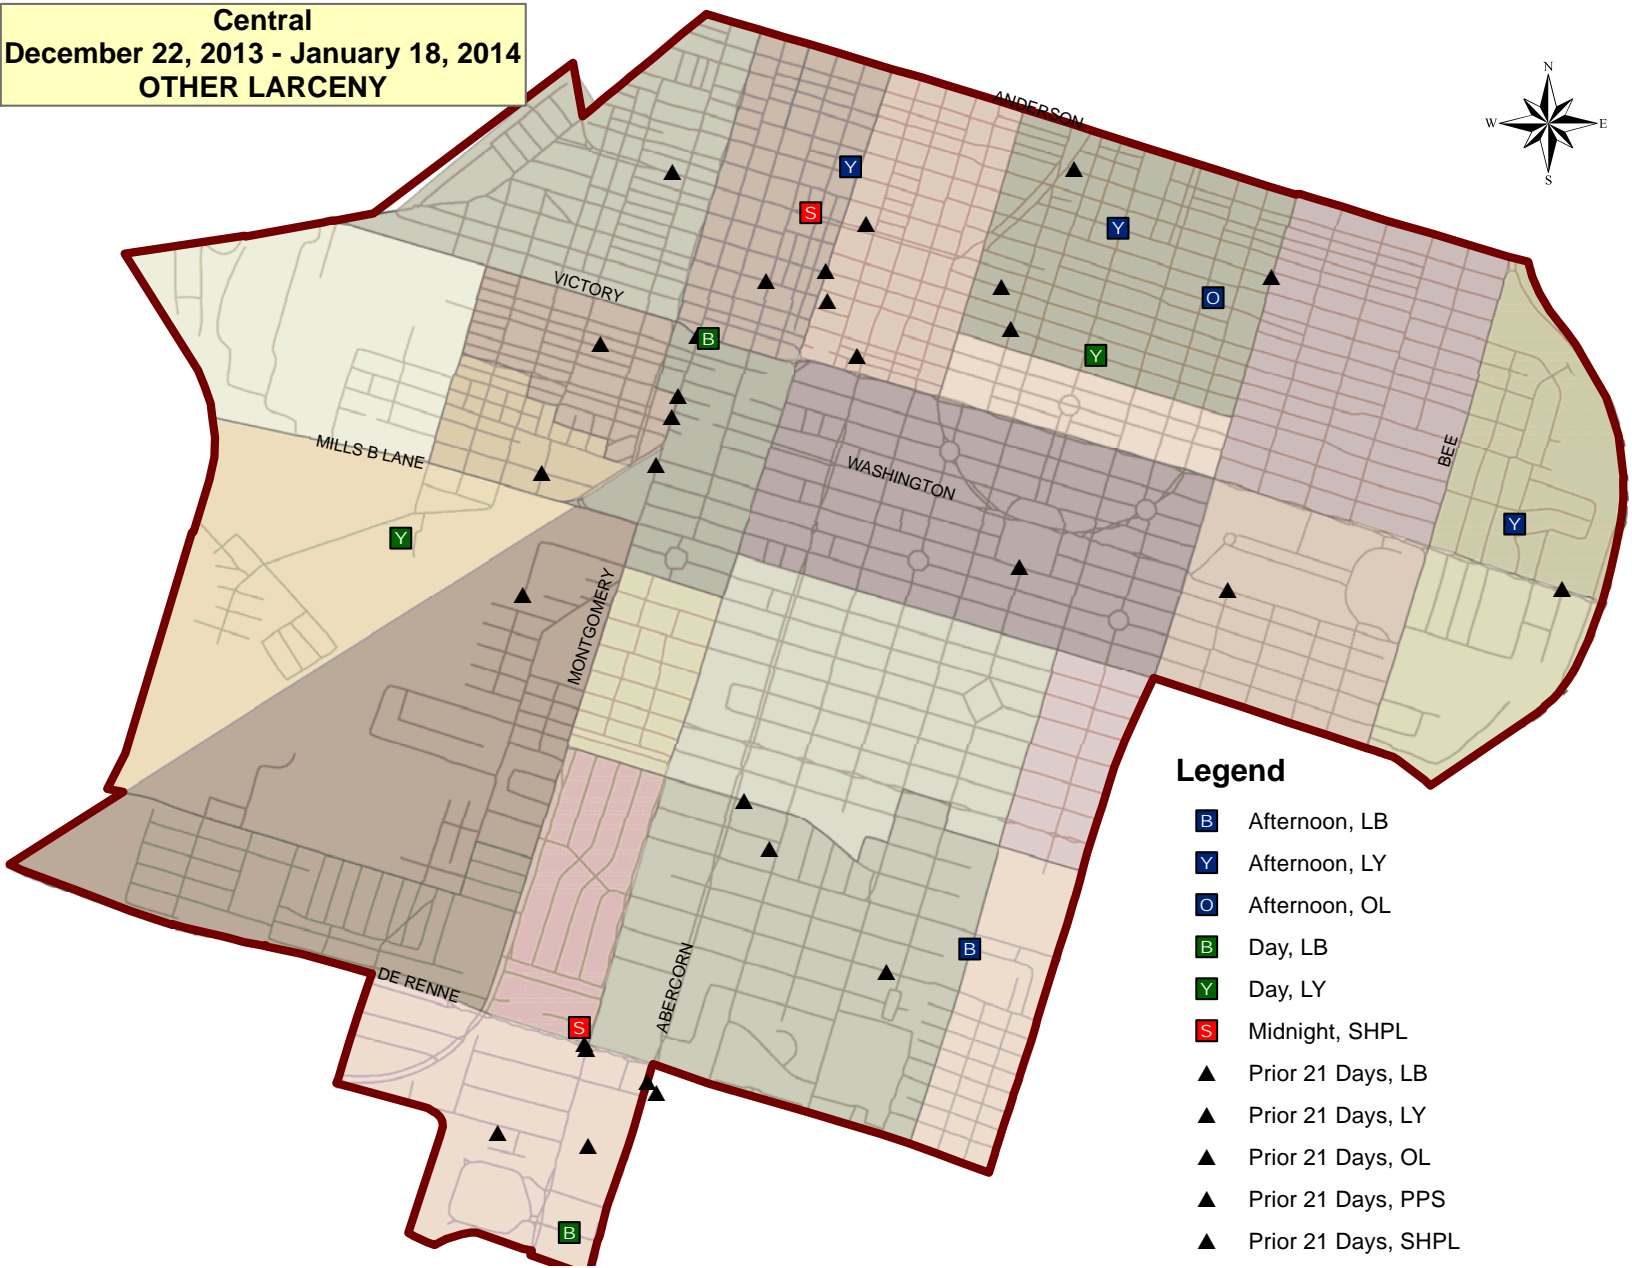 Central
December 22, 2013 - January 18, 2014
OTHER LARCENY
N
W E
S
ANDERSON
Y
S
Y
VICTORY
O
B
Y
MILLS B LANE
BEE
WASHINGTON
Y
Y
MONTGOMERY
B
ABERCORN
DE RENNE
S
B
Legend
B Afternoon, LB
Y Afternoon, LY
O Afternoon, OL
B Day, LB
Y Day, LY
S Midnight, SHPL
Prior 21 Days, LB
Prior 21 Days, LY
Prior 21 Days, OL
Prior 21 Days, PPS
Prior 21 Days, SHPL